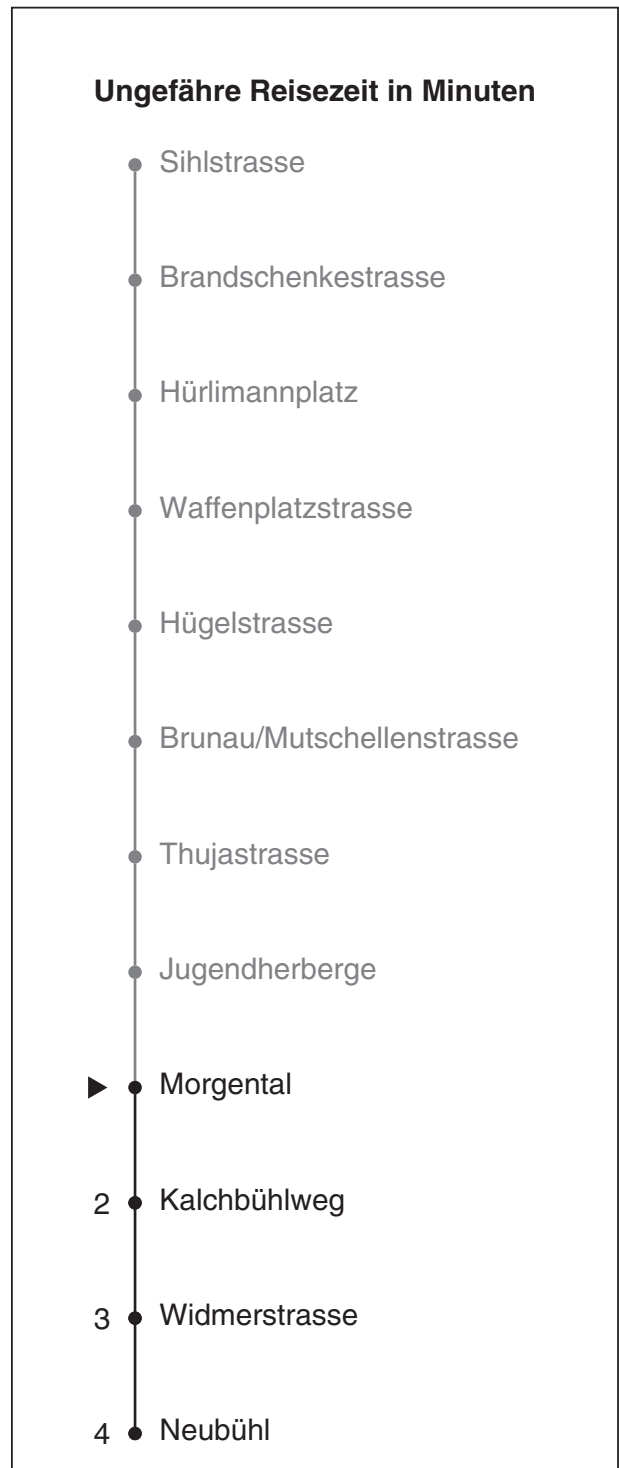 Ungefähre Reisezeit in Minuten
Sihlstrasse
Brandschenkestrasse
Hürlimannplatz
Waffenplatzstrasse
Hügelstrasse
Brunau/Mutschellenstrasse
Thujastrasse
Jugendherberge
Morgental
2 Kalchbühlweg
3 Widmerstrasse
4 Neubühl